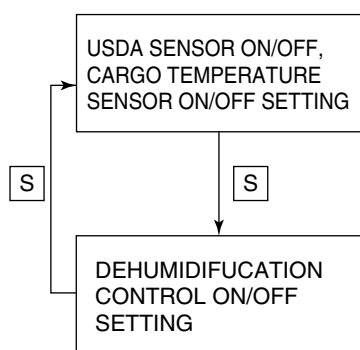 USDA SENSOR ON/OFF,
CARGO TEMPERATURE
SENSOR ON/OFF SETTING
S
S
DEHUMIDIFUCATION
CONTROL ON/OFF
SETTING